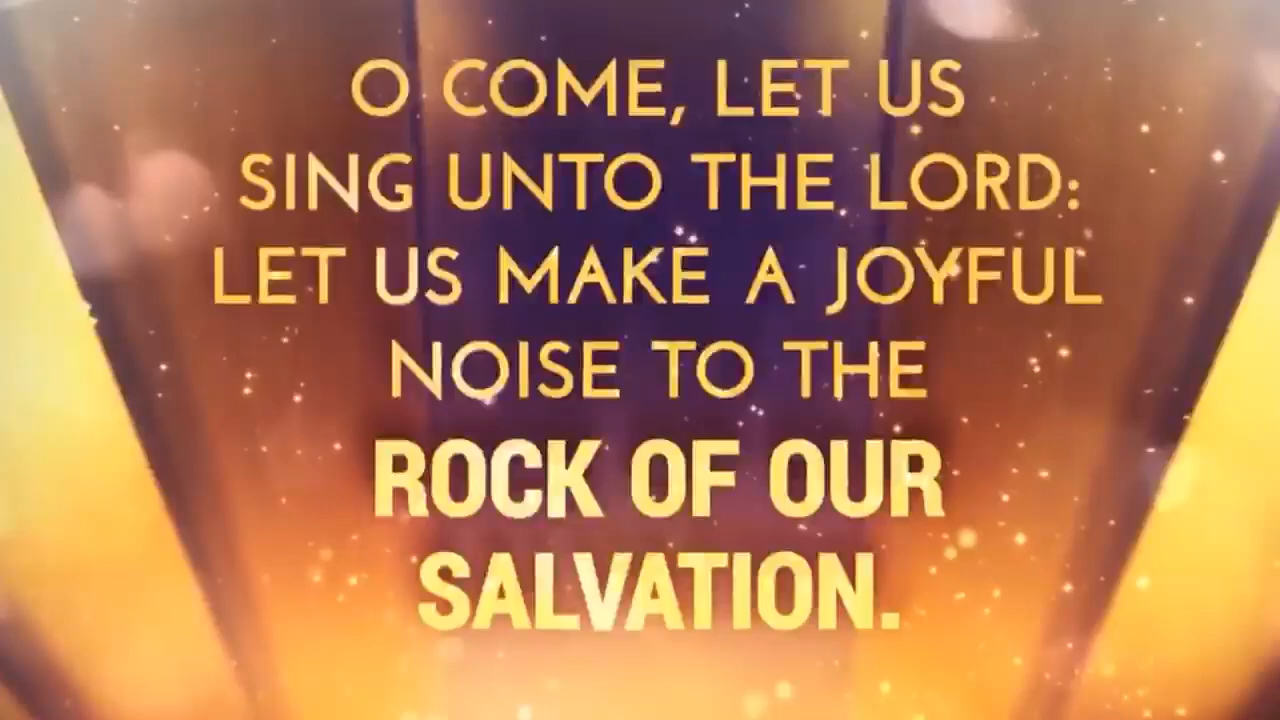 O COME, LET US
SING UNTO THE LORD:
LET US MAKE A JOYFUL
NOISE TO THE
ROCK OF OUR
SALVATION.